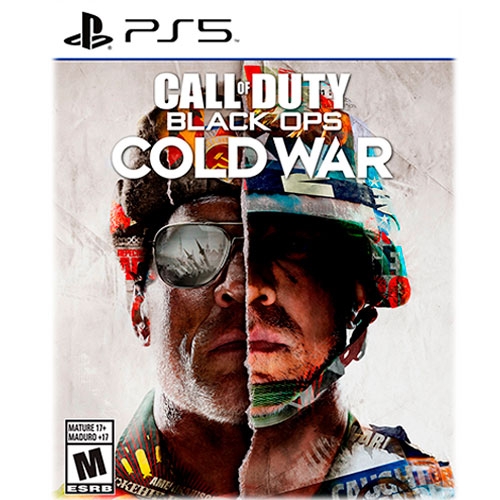 PS5
CALL OF DUTY
BLACK OPS
COLD WAR
MATURE 17+
MADURO +17
M
ESRB